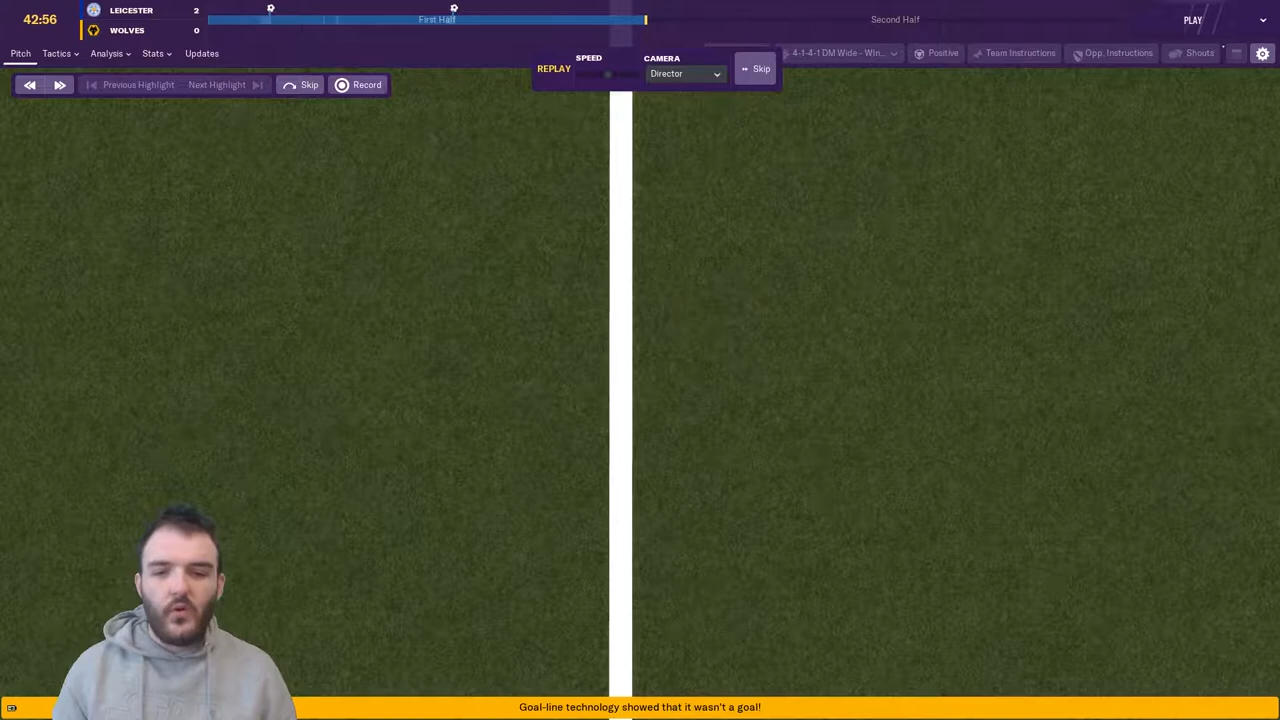 42:56
LEICESTER 2
WOLVES 0
First Half
Second Half
PLAY
Pitch Tactics Analysis Stats Updates
REPLAY
SPEED
CAMERA
Director
Skip
4-1-4-1 DM Wide - WIn...
Positive
Team Instructions
Opp. Instructions
Shouts
Previous Highlight Next Highlight
Skip
Record
Goal-line technology showed that it wasn't a goal!